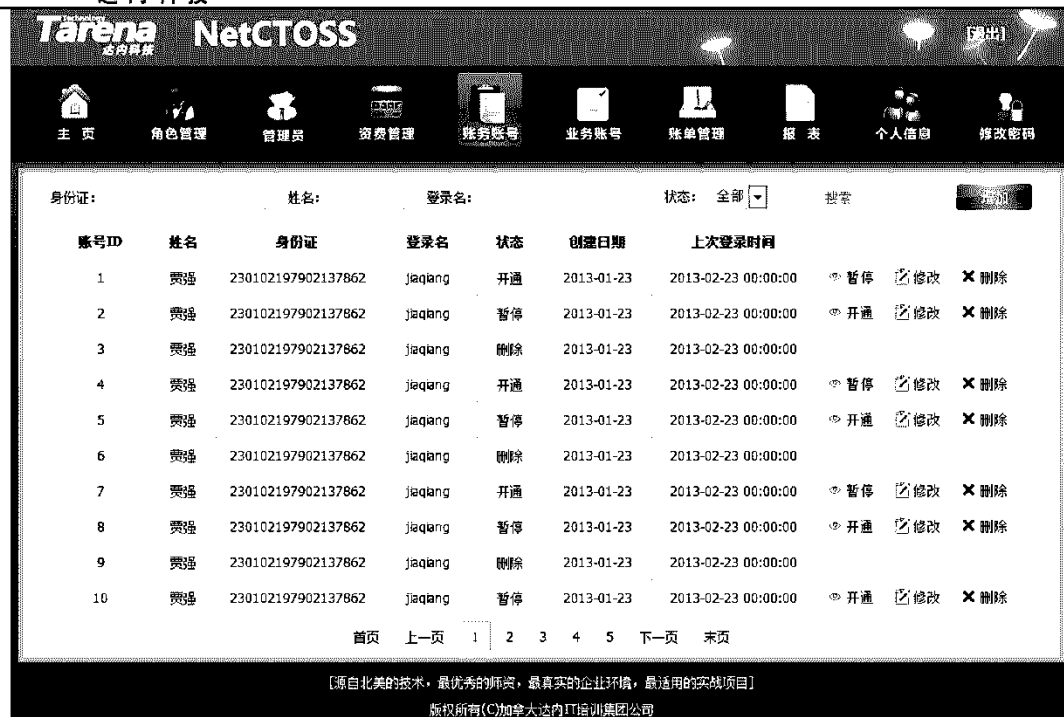 达内科技
Technology
Tarena 达内科技 NetCTOSS [退出]
主 页 角色管理 管理员 资费管理 账务账号 业务账号 账单管理 报 表 个人信息 修改密码
身份证: 姓名: 登录名: 状态: 全部 搜索 增加
账号ID 姓名 身份证 登录名 状态 创建日期 上次登录时间
1 贾强 230102197902137862 jiaqiang 开通 2013-01-23 2013-02-23 00:00:00 暂停 修改 删除
2 贾强 230102197902137862 jiaqiang 暂停 2013-01-23 2013-02-23 00:00:00 开通 修改 删除
3 贾强 230102197902137862 jiaqiang 删除 2013-01-23 2013-02-23 00:00:00
4 贾强 230102197902137862 jiaqiang 开通 2013-01-23 2013-02-23 00:00:00 暂停 修改 删除
5 贾强 230102197902137862 jiaqiang 暂停 2013-01-23 2013-02-23 00:00:00 开通 修改 删除
6 贾强 230102197902137862 jiaqiang 删除 2013-01-23 2013-02-23 00:00:00
7 贾强 230102197902137862 jiaqiang 开通 2013-01-23 2013-02-23 00:00:00 暂停 修改 删除
8 贾强 230102197902137862 jiaqiang 暂停 2013-01-23 2013-02-23 00:00:00 开通 修改 删除
9 贾强 230102197902137862 jiaqiang 删除 2013-01-23 2013-02-23 00:00:00
10 贾强 230102197902137862 jiaqiang 暂停 2013-01-23 2013-02-23 00:00:00 开通 修改 删除
首页 上一页 1 2 3 4 5 下一页 末页
[源自北美的技术，最优秀的师资，最真实的企业环境，最适用的实战项目]
版权所有(C)加拿大达内IT培训集团公司